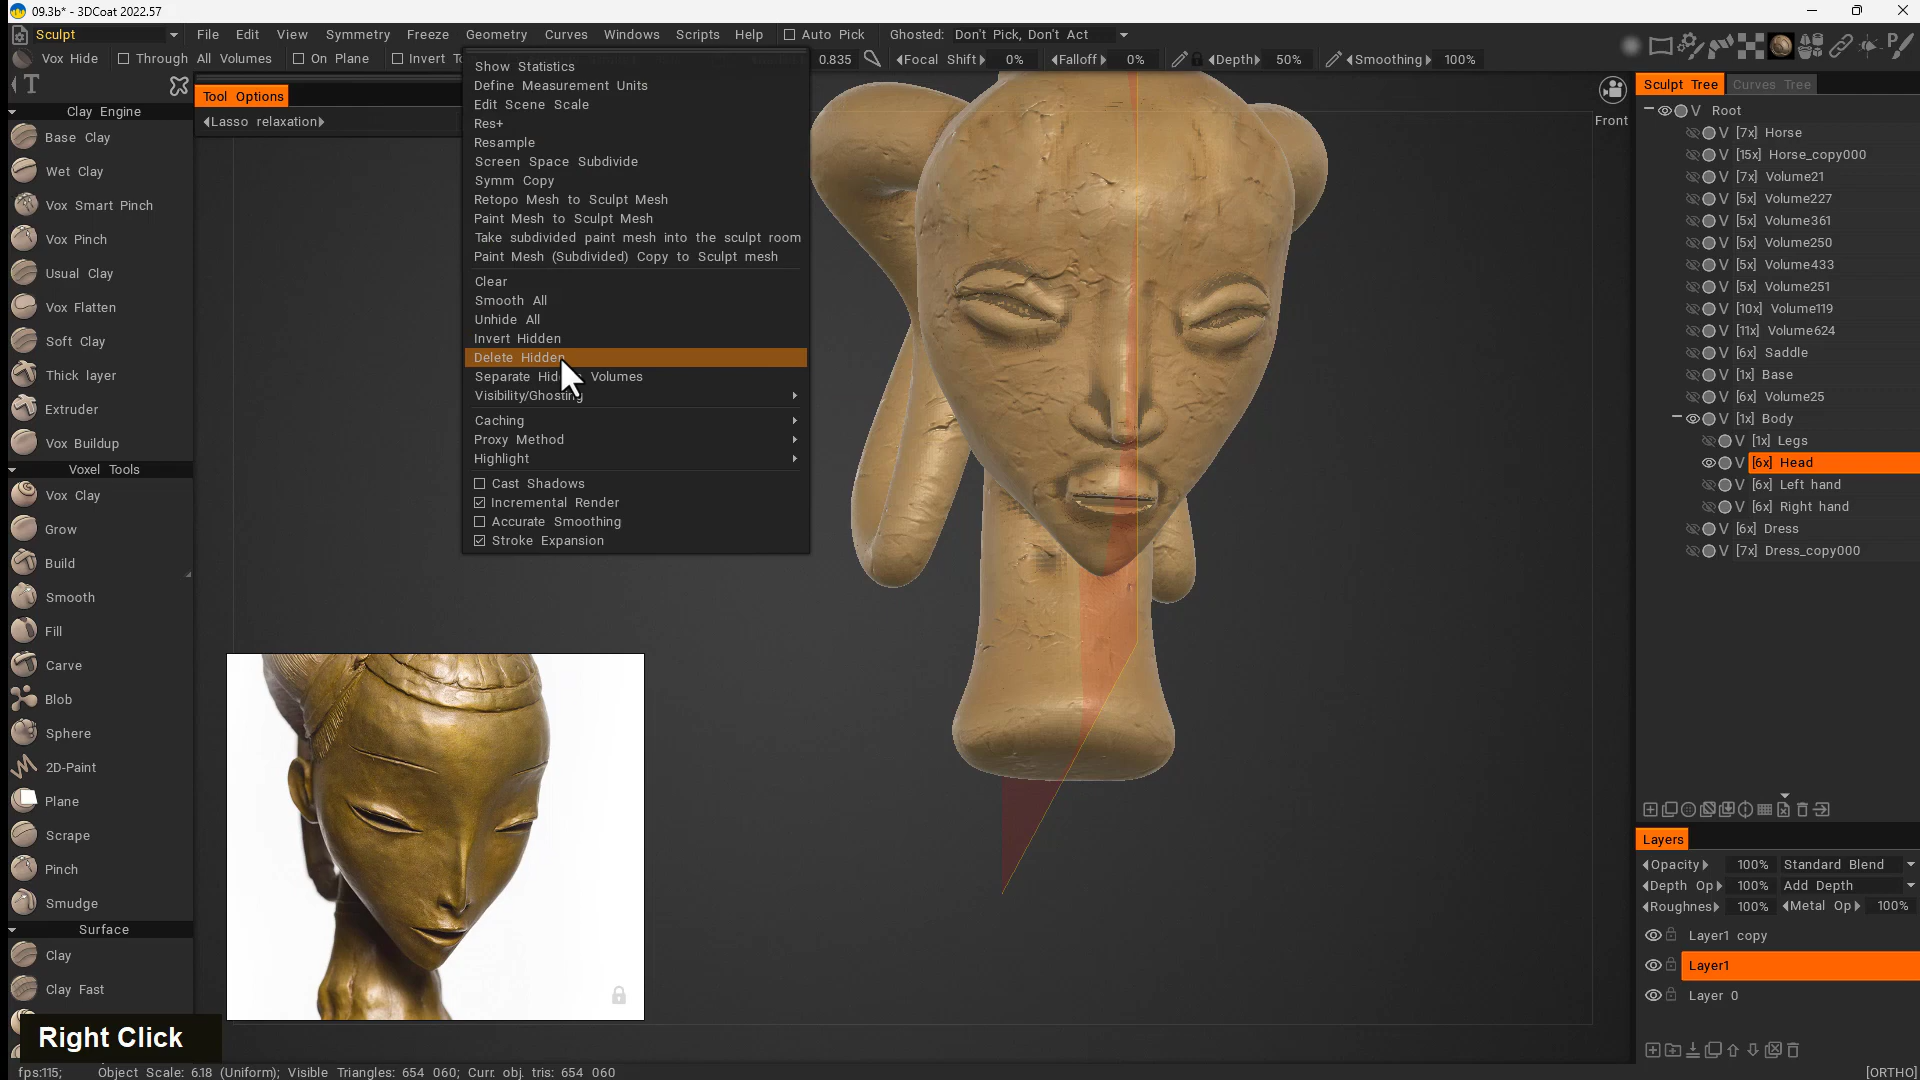 09.3b* - 3DCoat 2022.57
Sculpt File Edit View Symmetry Freeze Geometry Curves Windows Scripts Help Auto Pick Ghosted: Don't Pick, Don't Act
Vox Hide Through All Volumes On Plane Invert T 0.835 Focal Shift 0% Falloff 0% Depth 50% Smoothing 100%
Tool Options
Lasso relaxation
Clay Engine
Base Clay
Wet Clay
Vox Smart Pinch
Vox Pinch
Usual Clay
Vox Flatten
Soft Clay
Thick layer
Extruder
Vox Buildup
Voxel Tools
Vox Clay
Grow
Build
Smooth
Fill
Carve
Blob
Sphere
2D-Paint
Plane
Scrape
Pinch
Smudge
Surface
Clay
Clay Fast
Right Click
Show Statistics
Define Measurement Units
Edit Scene Scale
Res+
Resample
Screen Space Subdivide
Symm Copy
Retopo Mesh to Sculpt Mesh
Paint Mesh to Sculpt Mesh
Take subdivided paint mesh into the sculpt room
Paint Mesh (Subdivided) Copy to Sculpt mesh
Clear
Smooth All
Unhide All
Invert Hidden
Delete Hidden
Separate Volumes
Visibility/Ghosting
Caching
Proxy Method
Highlight
Cast Shadows
Incremental Render
Accurate Smoothing
Stroke Expansion
Front
Sculpt Tree Curves Tree
V Root
V [7x] Horse
V [15x] Horse_copy000
V [7x] Volume21
V [5x] Volume227
V [5x] Volume361
V [5x] Volume250
V [5x] Volume433
V [5x] Volume251
V [10x] Volume119
V [11x] Volume624
V [6x] Saddle
V [1x] Base
V [6x] Volume25
V [1x] Body
V [1x] Legs
V [6x] Head
V [6x] Left hand
V [6x] Right hand
V [6x] Dress
V [7x] Dress_copy000
Layers
Opacity 100% Standard Blend
Depth Op 100% Add Depth
Roughnes 100% Metal Op 100%
Layer1 copy
Layer1
Layer 0
fps:115; Object Scale: 6.18 (Uniform); Visible Triangles: 654 060; Curr. obj. tris: 654 060
[ORTHO]